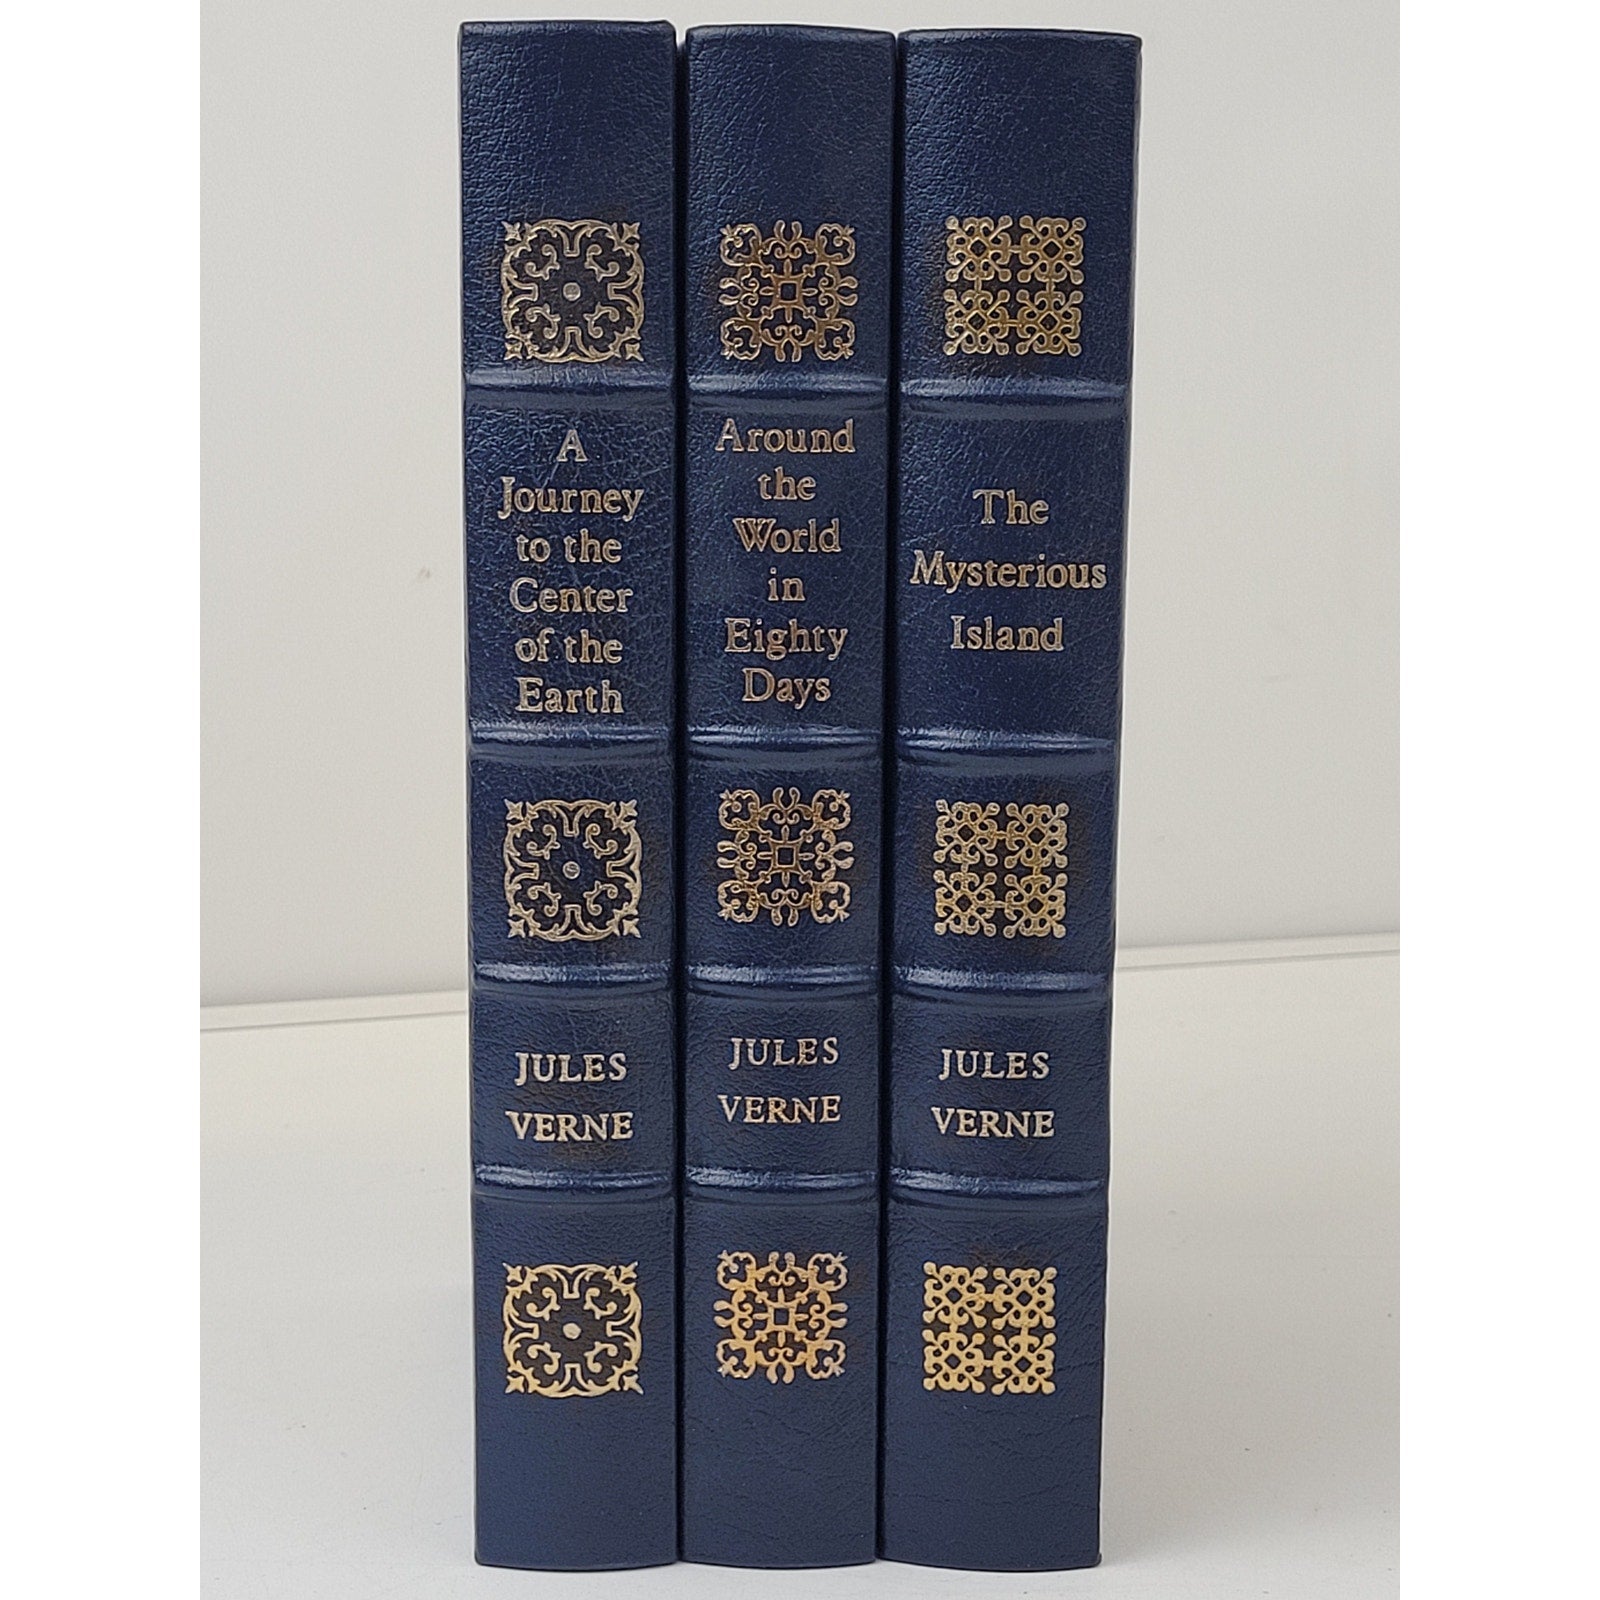 A
Journey
to the
Center
of the
Earth
JULES
VERNE
Around
the
World
in
Eighty
Days
JULES
VERNE
The
Mysterious
Island
JULES
VERNE